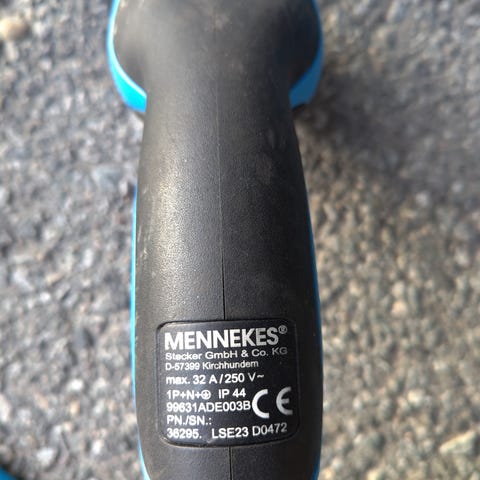 MENNEKES®
Stecker GmbH & Co. KG
D-57399 Kirchhundem
max. 32 A / 250 V~
1P+N+⏚ IP 44
99631ADE003B CE
PN./SN.:
36295. LSE23 D0472